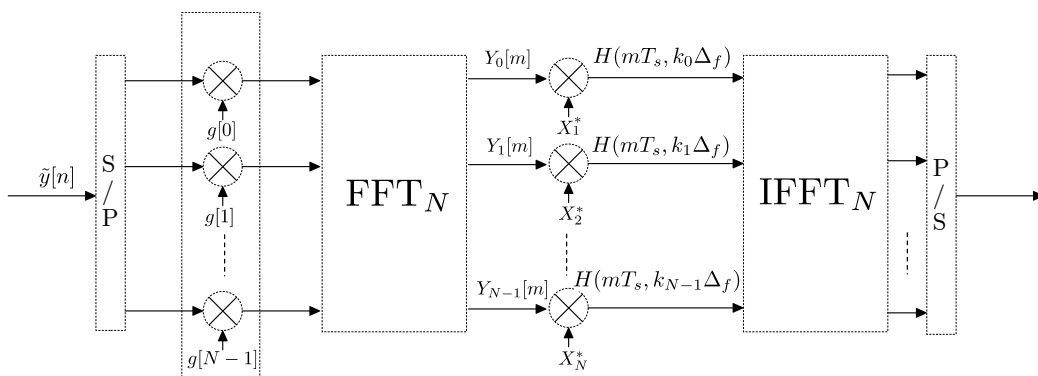 ỹ[n]
S
/
P
g[0]
g[1]
g[N − 1]
FFT_N
Y_0[m]
Y_1[m]
Y_{N−1}[m]
X_1^*
X_2^*
X_N^*
H(mT_s, k_0Δ_f)
H(mT_s, k_1Δ_f)
H(mT_s, k_{N−1}Δ_f)
IFFT_N
P
/
S